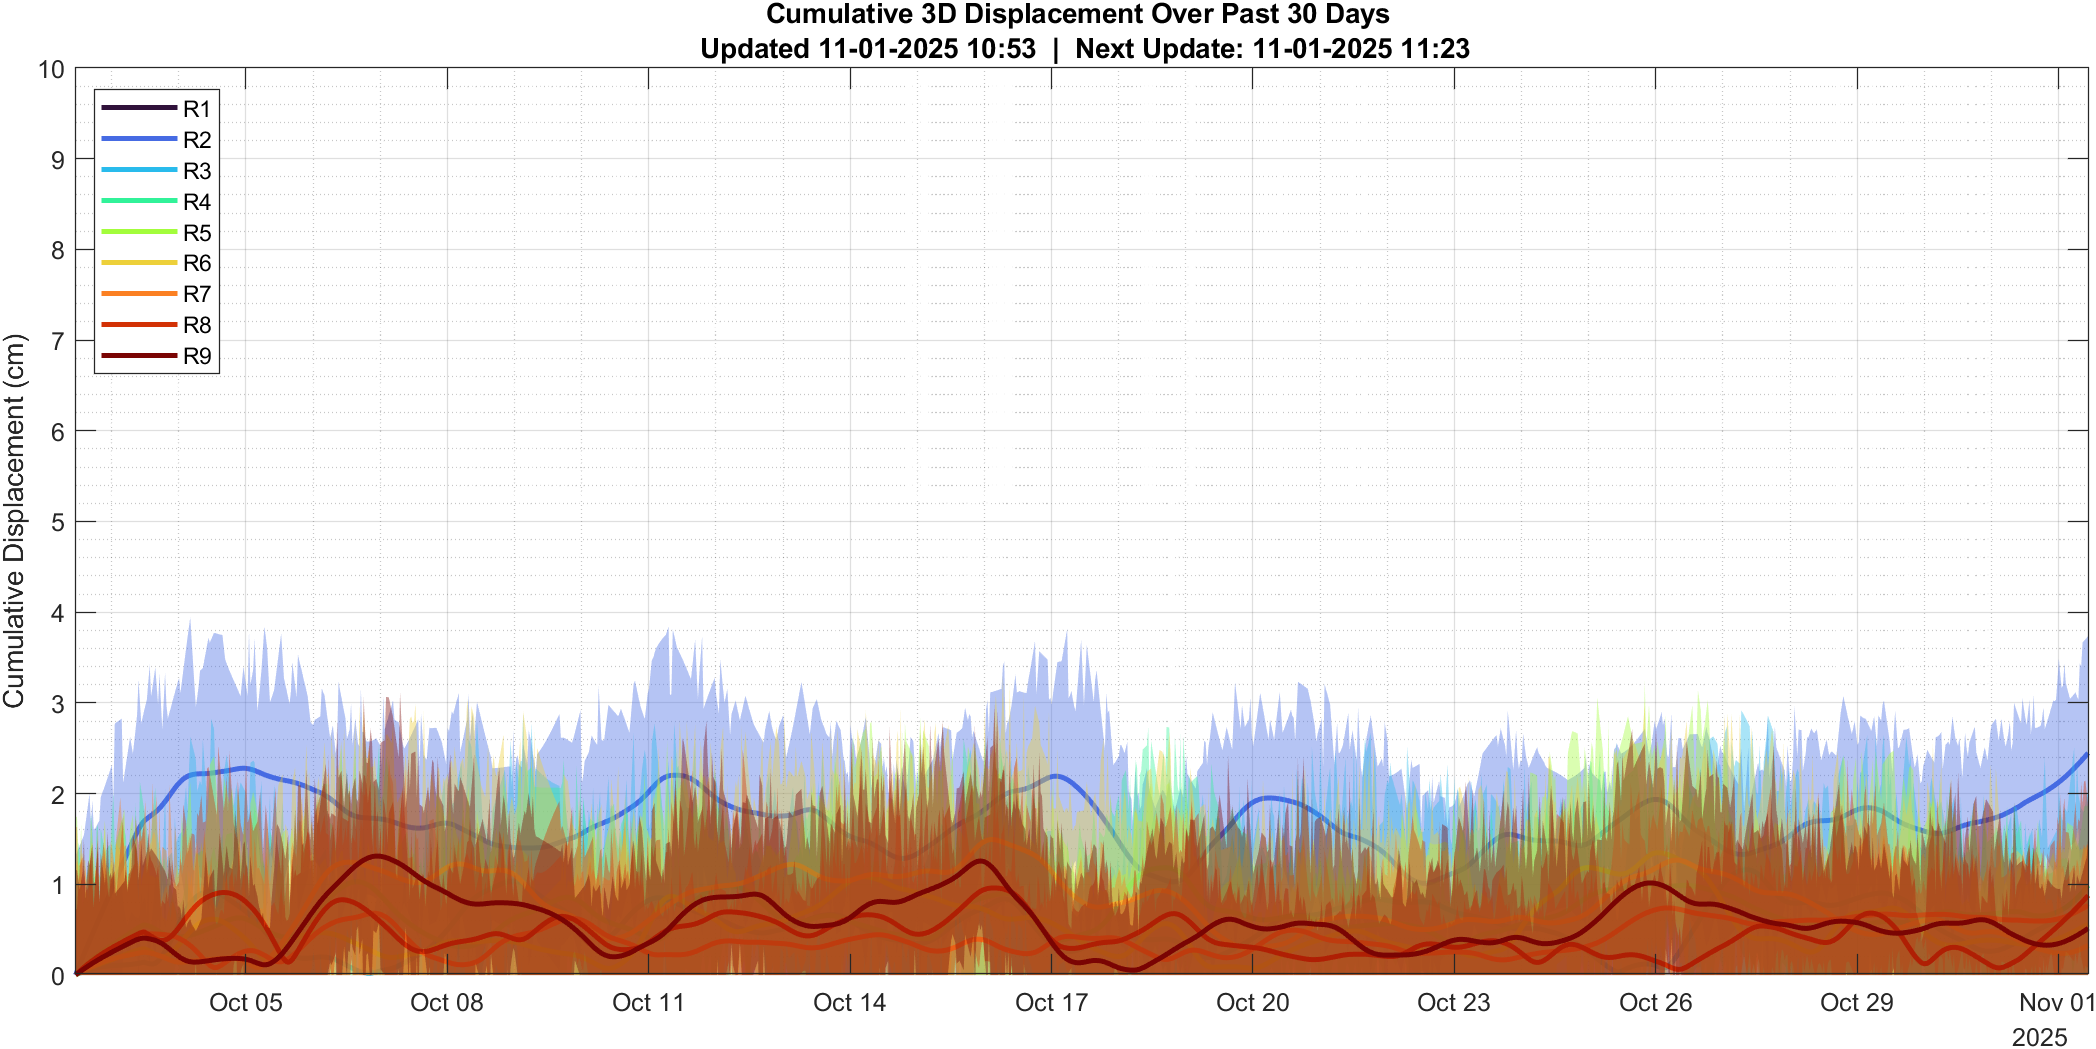 Cumulative 3D Displacement Over Past 30 Days
Updated 11-01-2025 10:53 | Next Update: 11-01-2025 11:23
Cumulative Displacement (cm)
10
9
8
7
6
5
4
3
2
1
0
R1
R2
R3
R4
R5
R6
R7
R8
R9
Oct 05
Oct 08
Oct 11
Oct 14
Oct 17
Oct 20
Oct 23
Oct 26
Oct 29
Nov 01
2025